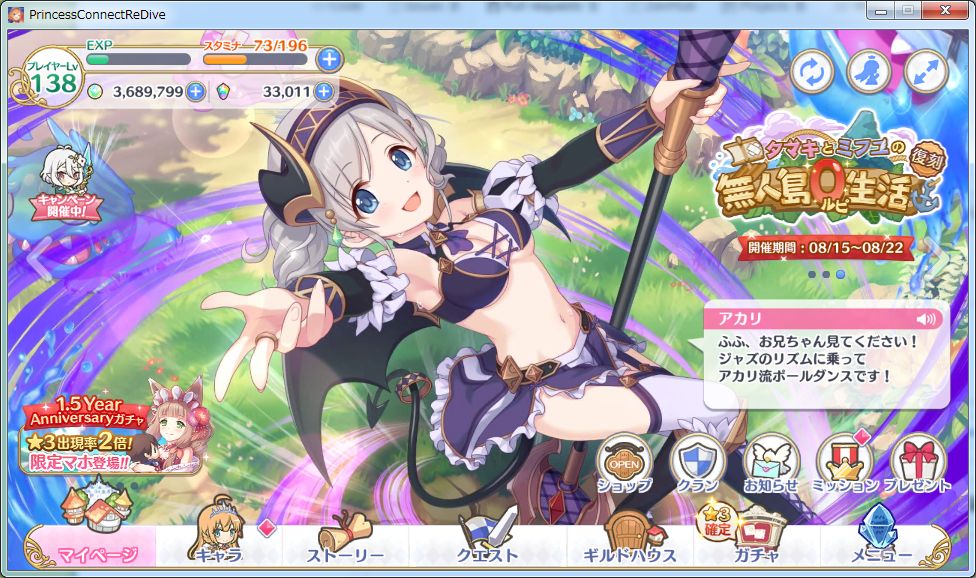 PrincessConnectReDive
プレイヤーLv
138
EXP
スタミナ 73/196
3,689,799
33,011
キャンペーン
開催中!
タマキとミフユの
無人島0生活
ルピ
復刻
開催期間：08/15～08/22
アカリ
ふふ、お兄ちゃん見てください！
ジャズのリズムに乗って
アカリ流ポールダンスです！
1.5 Year
Anniversaryガチャ
★3出現率2倍!
限定マホ登場!!
OPEN
ショップ
クラン
お知らせ
ミッション
プレゼント
マイページ
キャラ
ストーリー
クエスト
ギルドハウス
★3
確定
ガチャ
メニュー